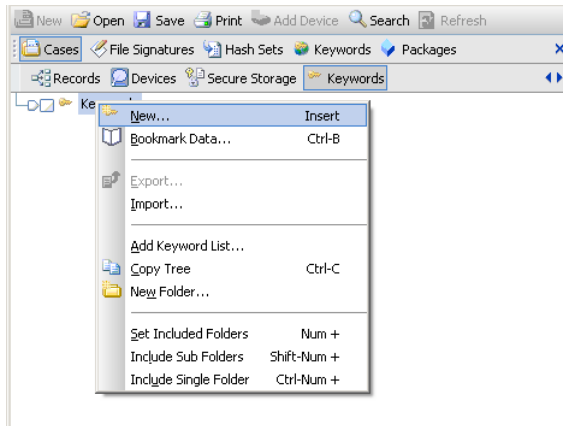 New Open Save Print Add Device Search Refresh
Cases File Signatures Hash Sets Keywords Packages
Records Devices Secure Storage Keywords
New... Insert
Bookmark Data... Ctrl-B
Export...
Import...
Add Keyword List...
Copy Tree Ctrl-C
New Folder...
Set Included Folders Num +
Include Sub Folders Shift-Num +
Include Single Folder Ctrl-Num +